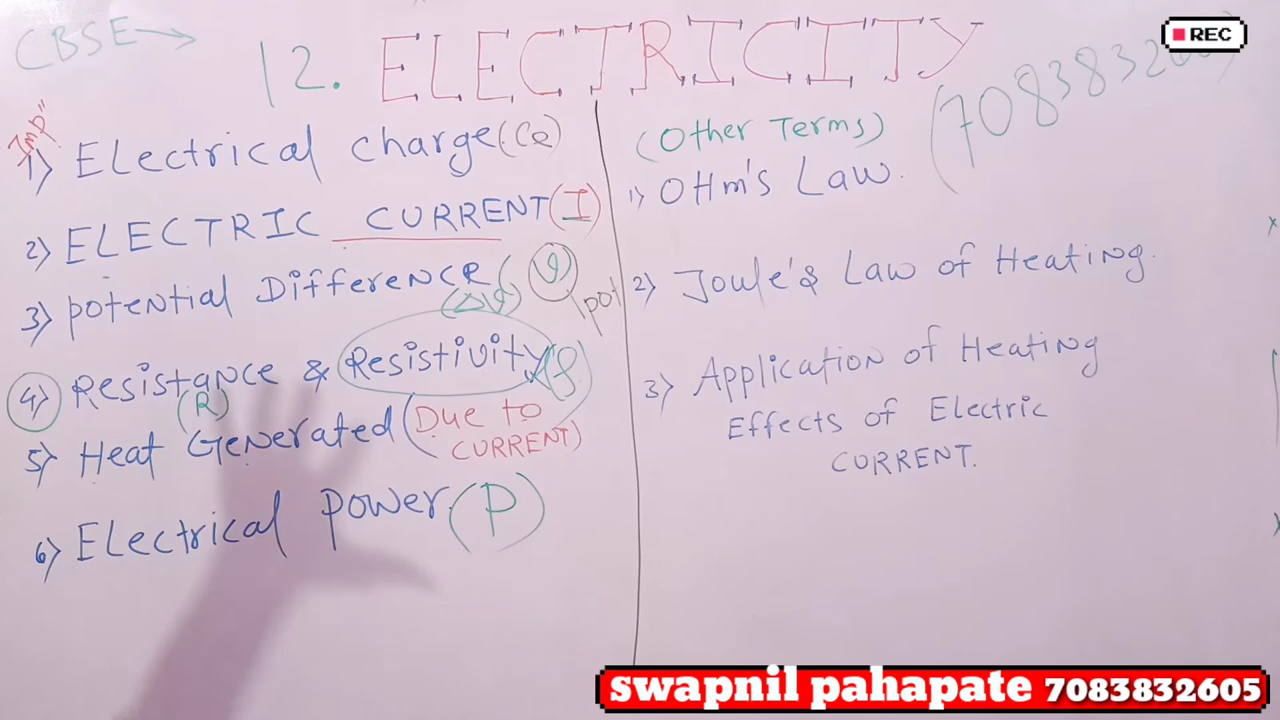 CBSE →
12. ELECTRICITY
REC
"Imp"
1) Electrical charge (Q)
2) ELECTRIC CURRENT (I)
3) Potential Difference (V)
(ΔV)
4) Resistance & Resistivity (ρ)
(R)
5) Heat Generated (Due to
CURRENT)
6) Electrical Power (P)
(Other Terms)
1) OHm's Law.
2) Joule's Law of Heating.
3) Application of Heating
Effects of Electric
CURRENT.
swapnil pahapate 7083832605